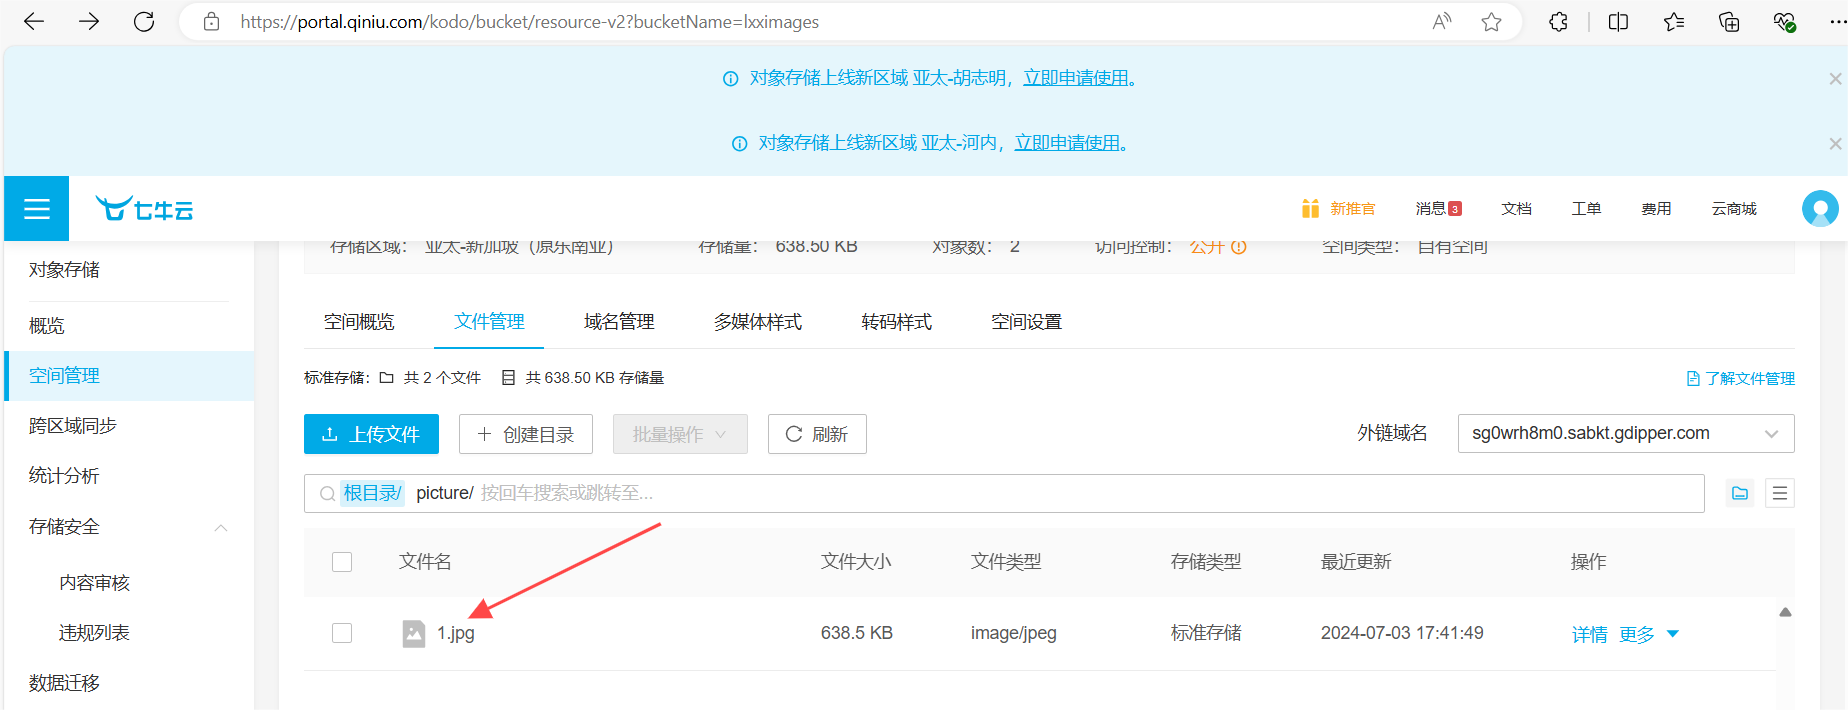 https://portal.qiniu.com/kodo/bucket/resource-v2?bucketName=lxximages
对象存储上线新区域 亚太-胡志明，立即申请使用。
对象存储上线新区域 亚太-河内，立即申请使用。
七牛云
新推官
消息 3
文档
工单
费用
云商城
存储区域： 亚太-新加坡（原东南亚） 存储量： 638.50 KB 对象数： 2 访问控制： 公开 空间类型： 自有空间
对象存储
概览
空间管理
跨区域同步
统计分析
存储安全
内容审核
违规列表
数据迁移
空间概览 文件管理 域名管理 多媒体样式 转码样式 空间设置
标准存储： 共 2 个文件 共 638.50 KB 存储量
了解文件管理
上传文件 创建目录 批量操作 刷新
外链域名 sg0wrh8m0.sabkt.gdipper.com
根目录/ picture/ 按回车搜索或跳转至...
文件名 文件大小 文件类型 存储类型 最近更新 操作
1.jpg 638.5 KB image/jpeg 标准存储 2024-07-03 17:41:49 详情 更多